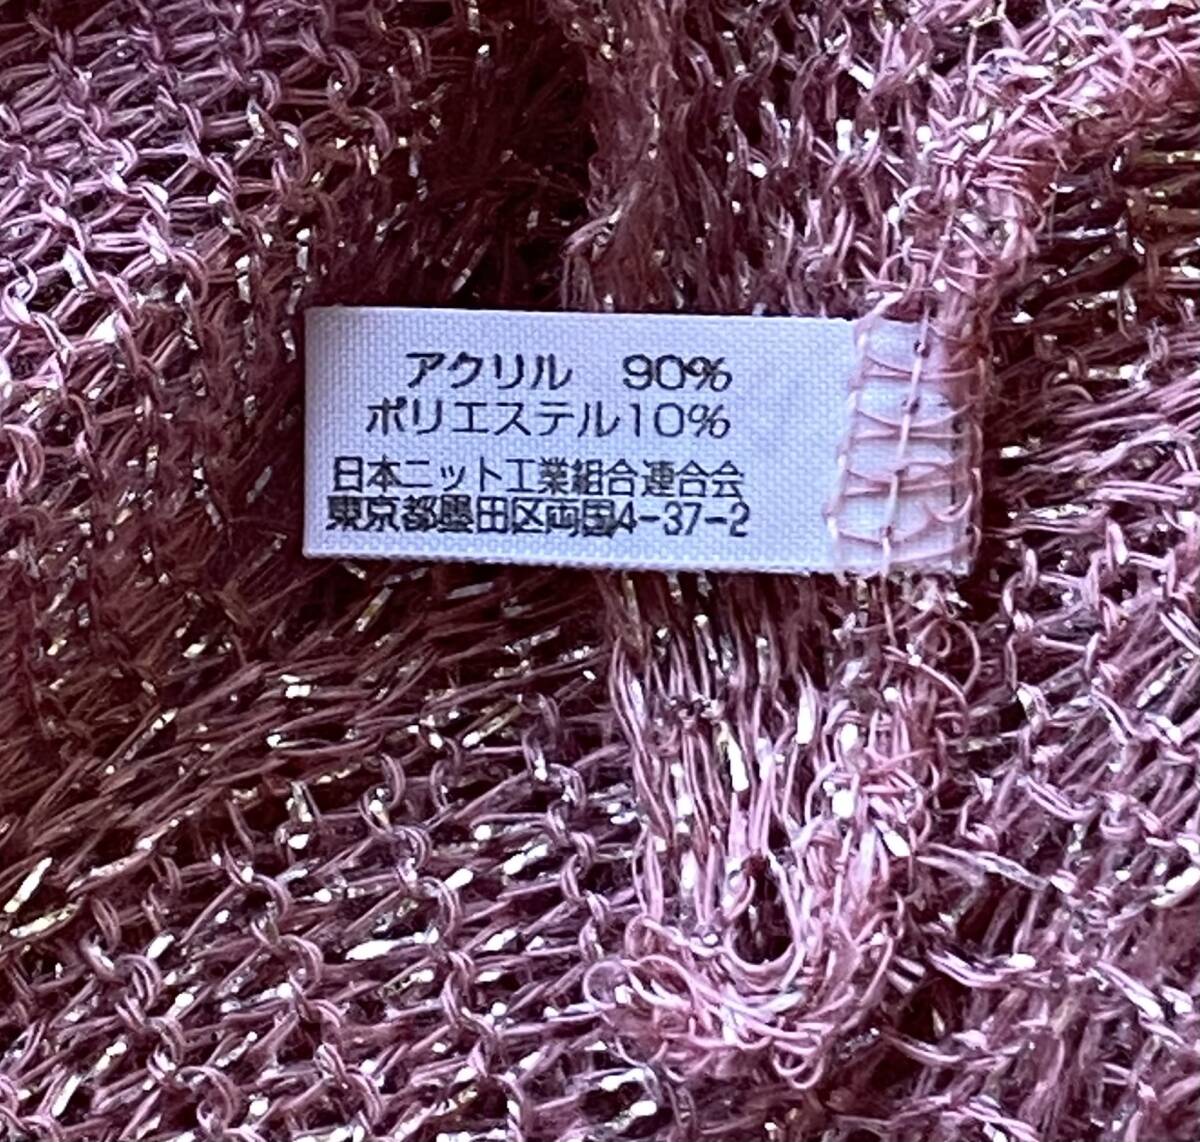 アクリル　90%
ポリエステル10%
日本ニット工業組合連合会
東京都墨田区両国4-37-2